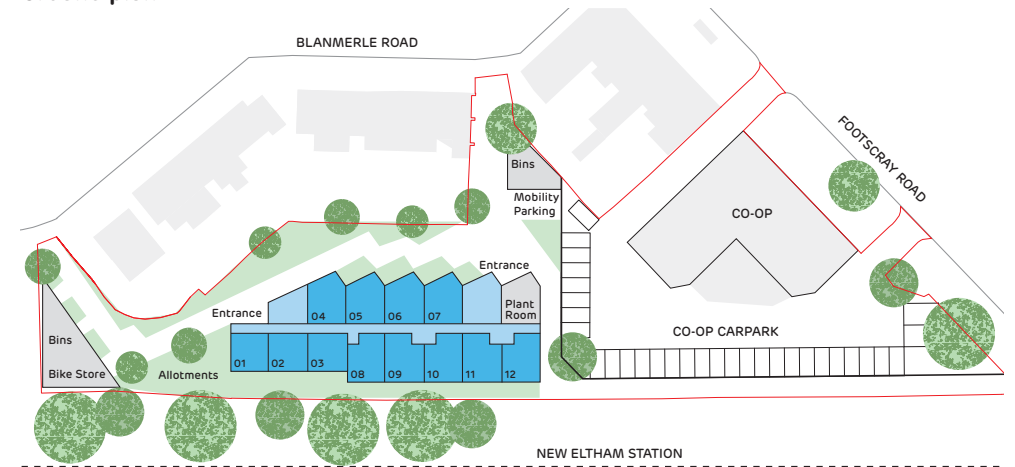 BLANMERLE ROAD
FOOTSCRAY ROAD
Bins
Mobility
Parking
CO-OP
Entrance
04
05
06
07
Plant
Room
Entrance
CO-OP CARPARK
Bins
01
02
03
08
09
10
11
12
Bike Store
Allotments
NEW ELTHAM STATION